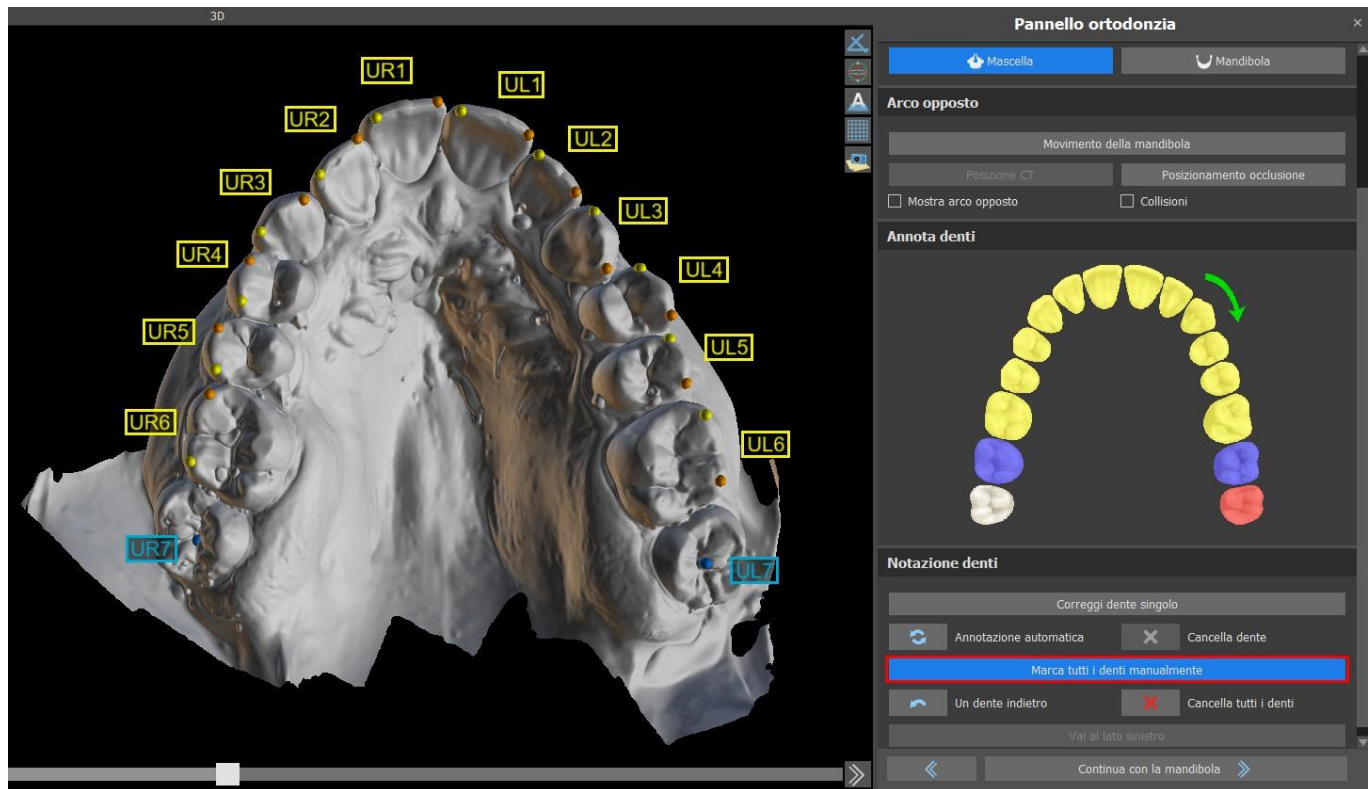 3D
UR1
UL1
UR2
UL2
UR3
UL3
UR4
UL4
UR5
UL5
UR6
UL6
UR7
UL7
Pannello ortodonzia
Mascella
Mandibola
Arco opposto
Movimento della mandibola
Posizione CT
Posizionamento occlusione
Mostra arco opposto
Collisioni
Annota denti
Notazione denti
Correggi dente singolo
Annotazione automatica
Cancella dente
Marca tutti i denti manualmente
Un dente indietro
Cancella tutti i denti
Vai al lato sinistro
Continua con la mandibola